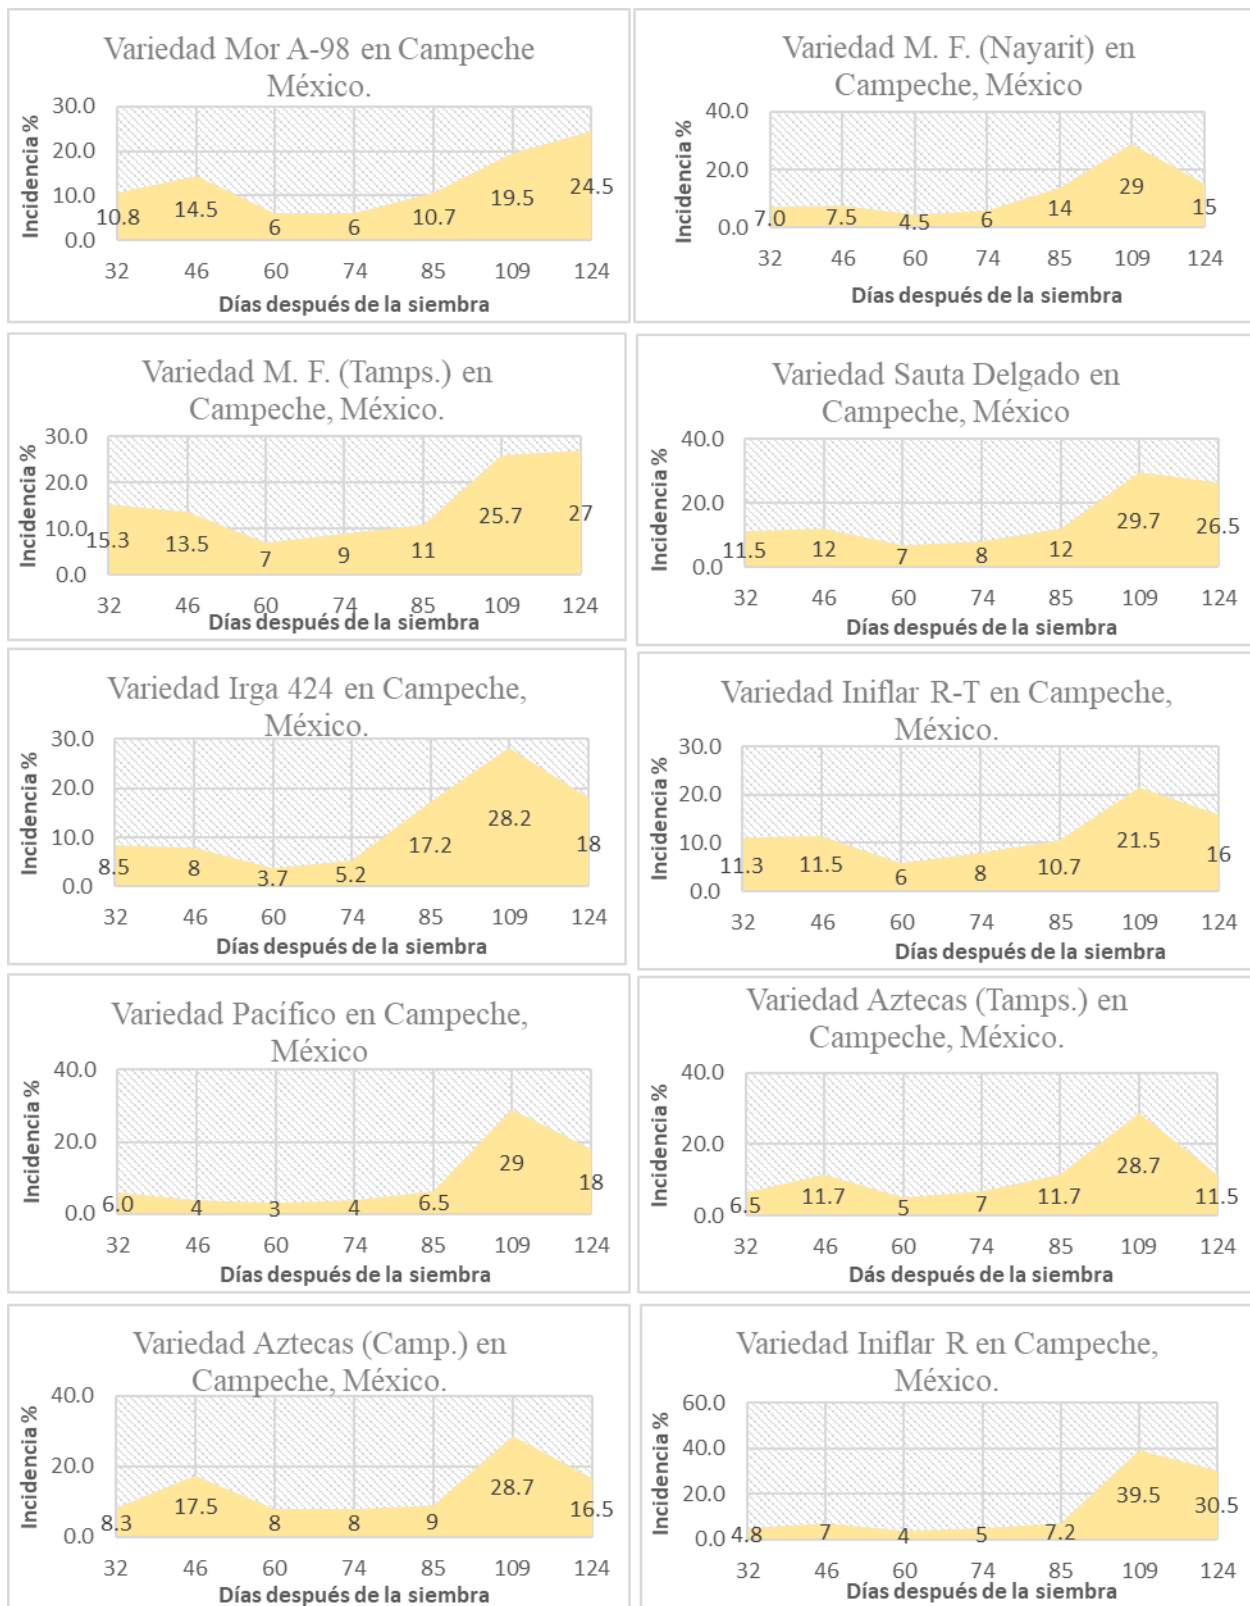 Variedad Mor A-98 en Campeche
México.
Incidencia %
30.0
20.0
10.0
0.0
10.8 14.5 6 6 10.7 19.5 24.5
32 46 60 74 85 109 124
Días después de la siembra
Variedad M. F. (Nayarit) en
Campeche, México
Incidencia %
40.0
20.0
0.0
7.0 7.5 4.5 6 14 29 15
32 46 60 74 85 109 124
Días después de la siembra
Variedad M. F. (Tamps.) en
Campeche, México.
Incidencia %
30.0
20.0
10.0
0.0
15.3 13.5 7 9 11 25.7 27
32 46 60 74 85 109 124
Días después de la siembra
Variedad Sauta Delgado en
Campeche, México
Incidencia %
40.0
20.0
0.0
11.5 12 7 8 12 29.7 26.5
32 46 60 74 85 109 124
Días después de la siembra
Variedad Irga 424 en Campeche,
México.
Incidencia %
30.0
20.0
10.0
0.0
8.5 8 3.7 5.2 17.2 28.2 18
32 46 60 74 85 109 124
Días después de la siembra
Variedad Iniflar R-T en Campeche,
México.
Incidencia %
30.0
20.0
10.0
0.0
11.3 11.5 6 8 10.7 21.5 16
32 46 60 74 85 109 124
Días después de la siembra
Variedad Pacífico en Campeche,
México
Incidencia %
40.0
20.0
0.0
6.0 4 3 4 6.5 29 18
32 46 60 74 85 109 124
Días después de la siembra
Variedad Aztecas (Tamps.) en
Campeche, México.
Incidencia %
40.0
20.0
0.0
6.5 11.7 5 7 11.7 28.7 11.5
32 46 60 74 85 109 124
Dás después de la siembra
Variedad Aztecas (Camp.) en
Campeche, México.
Incidencia %
40.0
20.0
0.0
8.3 17.5 8 8 9 28.7 16.5
32 46 60 74 85 109 124
Días después de la siembra
Variedad Iniflar R en Campeche,
México.
Incidencia %
60.0
40.0
20.0
0.0
4.8 7 4 5 7.2 39.5 30.5
32 46 60 74 85 109 124
Días después de la siembra